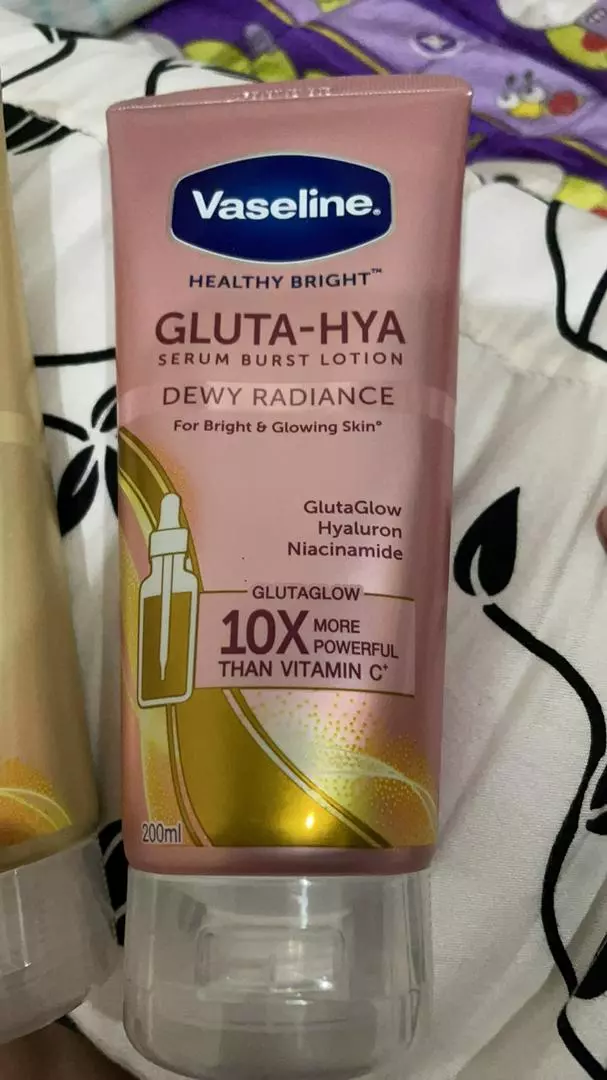 Vaseline.
HEALTHY BRIGHT™
GLUTA-HYA
SERUM BURST LOTION
DEWY RADIANCE
For Bright & Glowing Skin°
GlutaGlow
Hyaluron
Niacinamide
GLUTAGLOW
10X MORE
POWERFUL
THAN VITAMIN C⁺
200ml